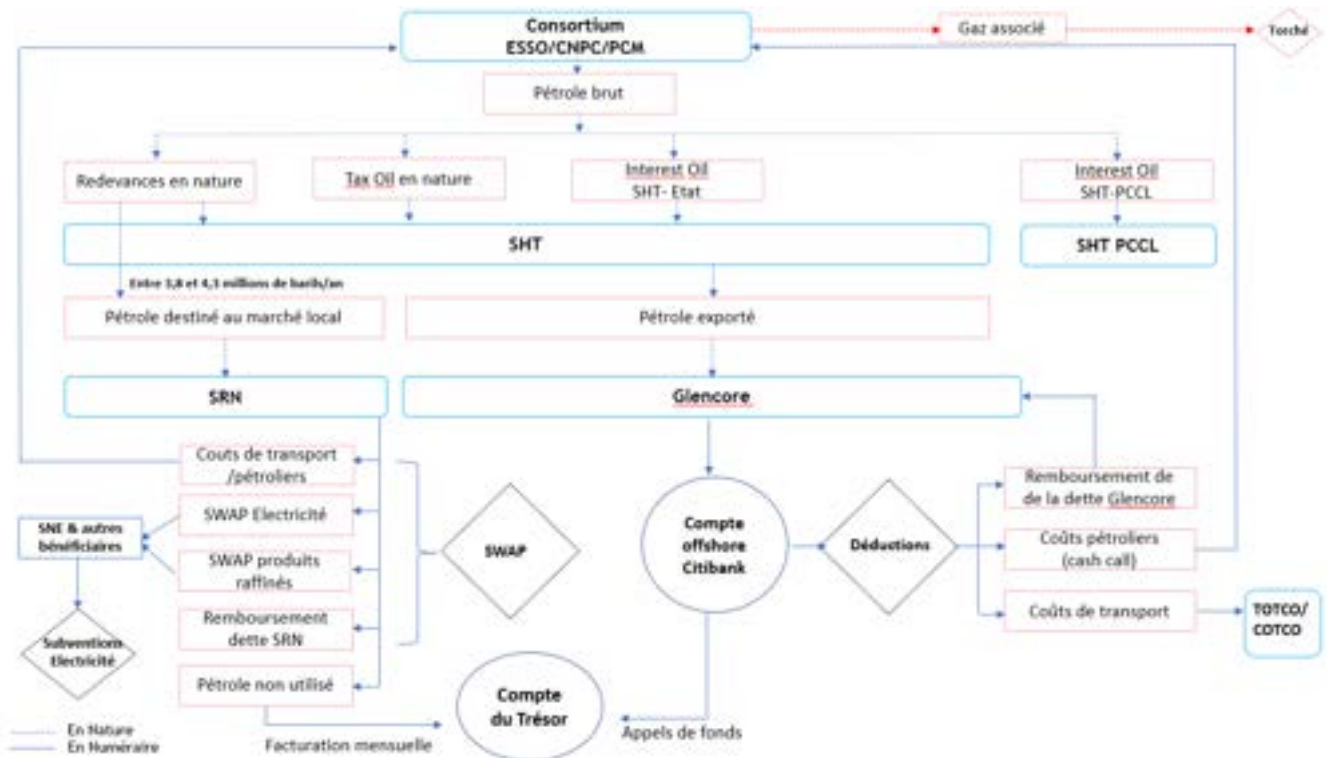 Consortium
ESSO/CNPC/PCM
Gaz associé
Torché
Pétrole brut
Redevances en nature
Tax Oil en nature
Interest Oil
SHT- Etat
Interest Oil
SHT-PCCL
SHT
SHT PCCL
Entre 3,8 et 4,3 millions de barils/an
Pétrole destiné au marché local
Pétrole exporté
SRN
Glencore
Couts de transport
/pétroliers
SWAP Electricité
SWAP produits
raffinés
Remboursement
dette SRN
Pétrole non utilisé
SNE & autres
bénéficiaires
Subventions
Electricité
SWAP
Compte
offshore
Citibank
Déductions
Remboursement de
de la dette Glencore
Coûts pétroliers
(cash call)
Coûts de transport
TOTCO/
COTCO
Compte
du Trésor
Facturation mensuelle
Appels de fonds
En Nature
En Numéraire